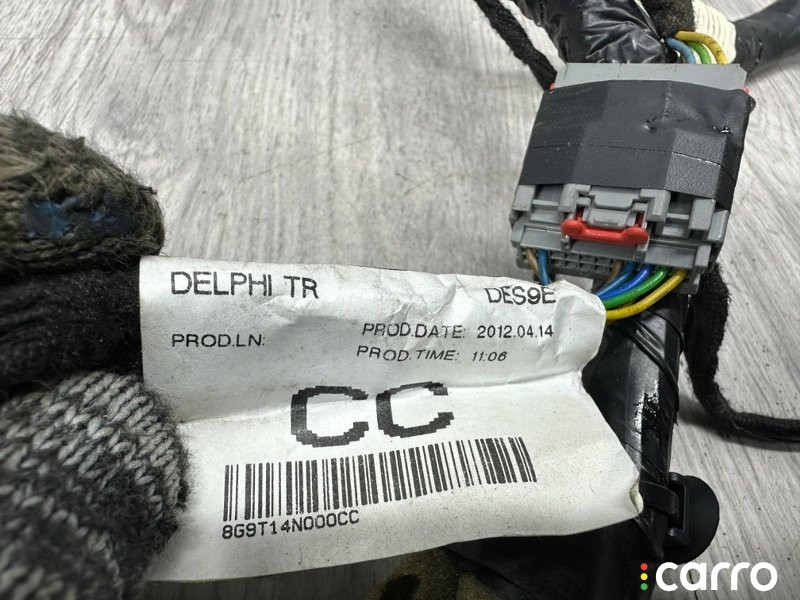 DELPHI TR DES9E
PROD.LN: PROD.DATE: 2012.04.14
PROD.TIME: 11:06
CC
8G9T14N000CC
carro